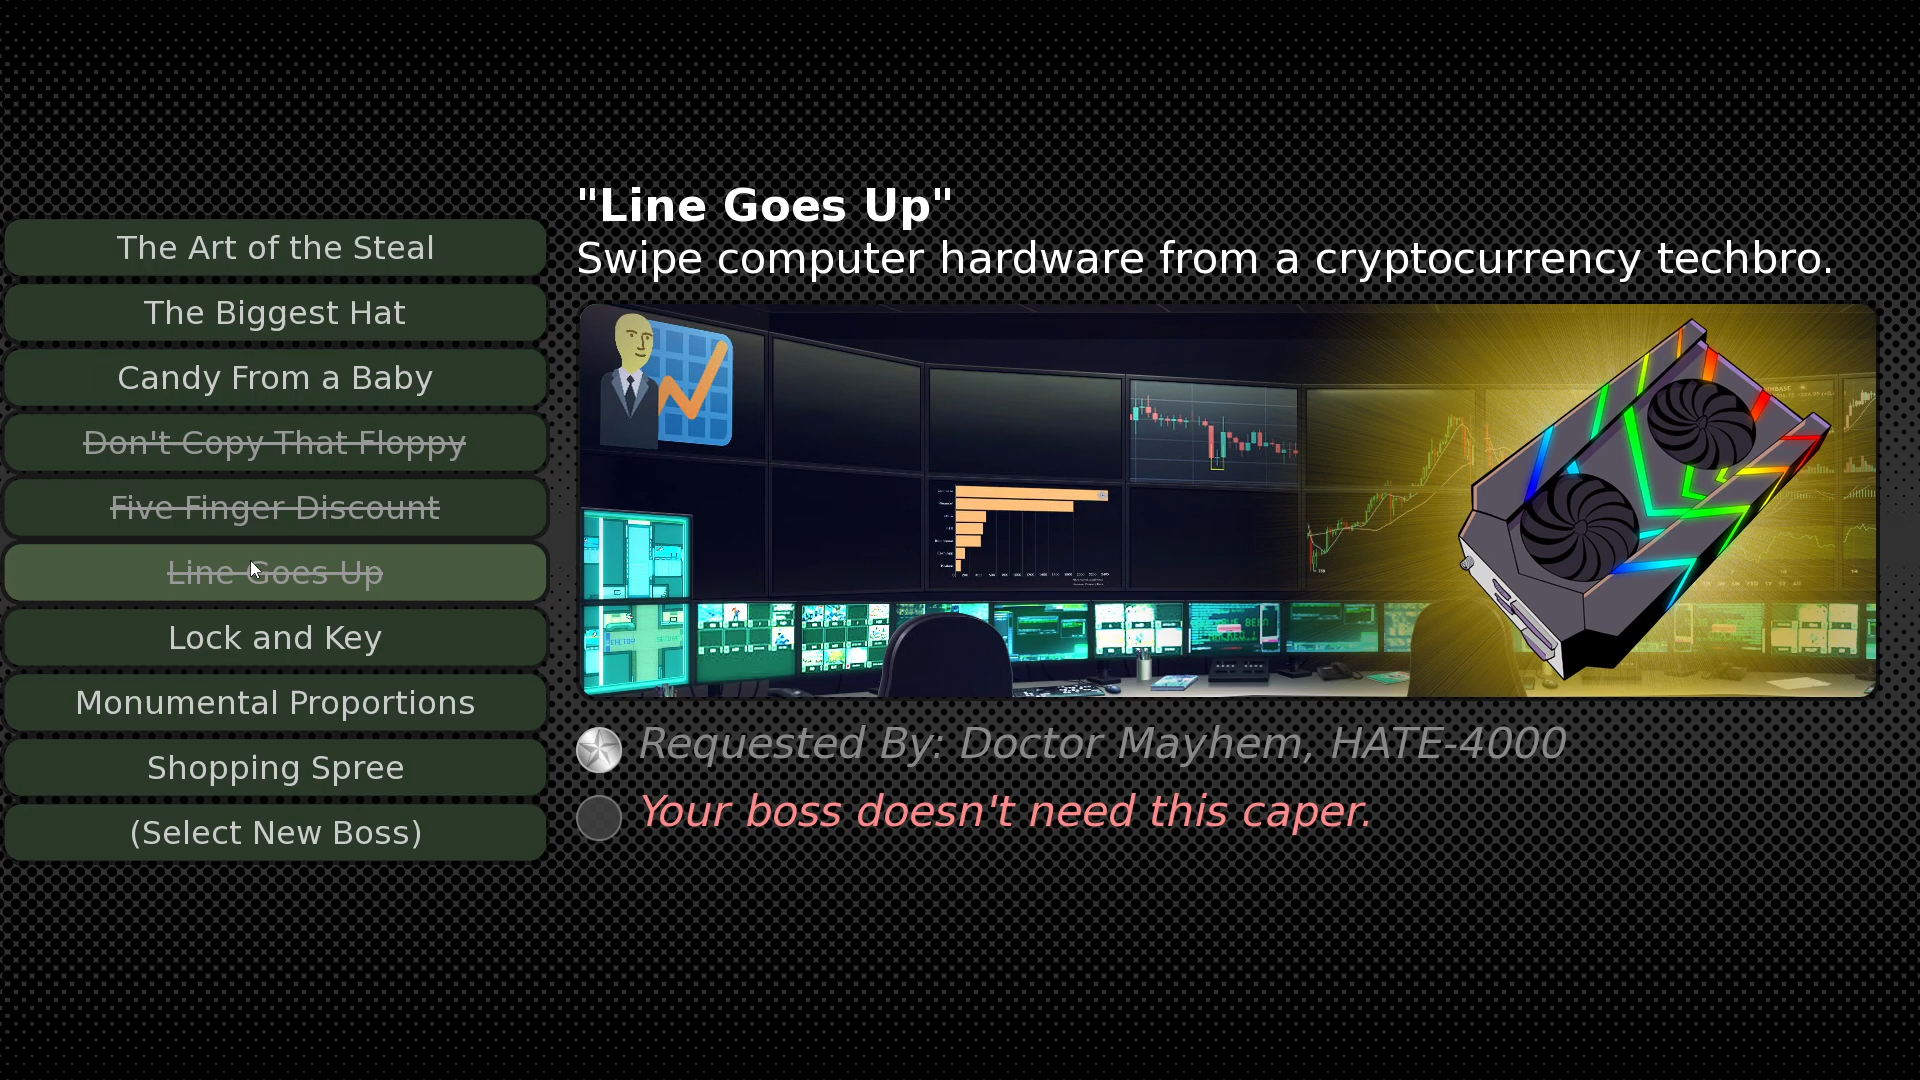 "Line Goes Up"
Swipe computer hardware from a cryptocurrency techbro.
The Art of the Steal
The Biggest Hat
Candy From a Baby
Don't Copy That Floppy
Five Finger Discount
Line Goes Up
Lock and Key
Monumental Proportions
Shopping Spree
(Select New Boss)
Requested By: Doctor Mayhem, HATE-4000
Your boss doesn't need this caper.